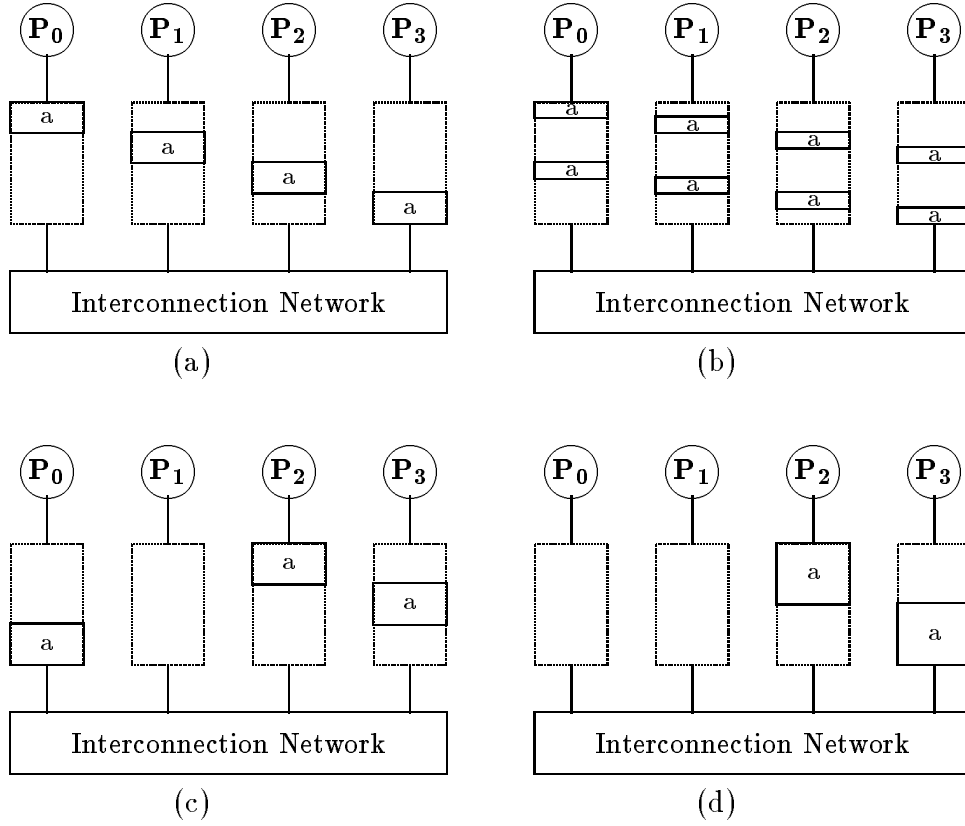 P0 P1 P2 P3 P0 P1 P2 P3
a a
a a
a a a
a a a
a a
a a
Interconnection Network Interconnection Network
(a) (b)
P0 P1 P2 P3 P0 P1 P2 P3
a a
a
a a
Interconnection Network Interconnection Network
(c) (d)